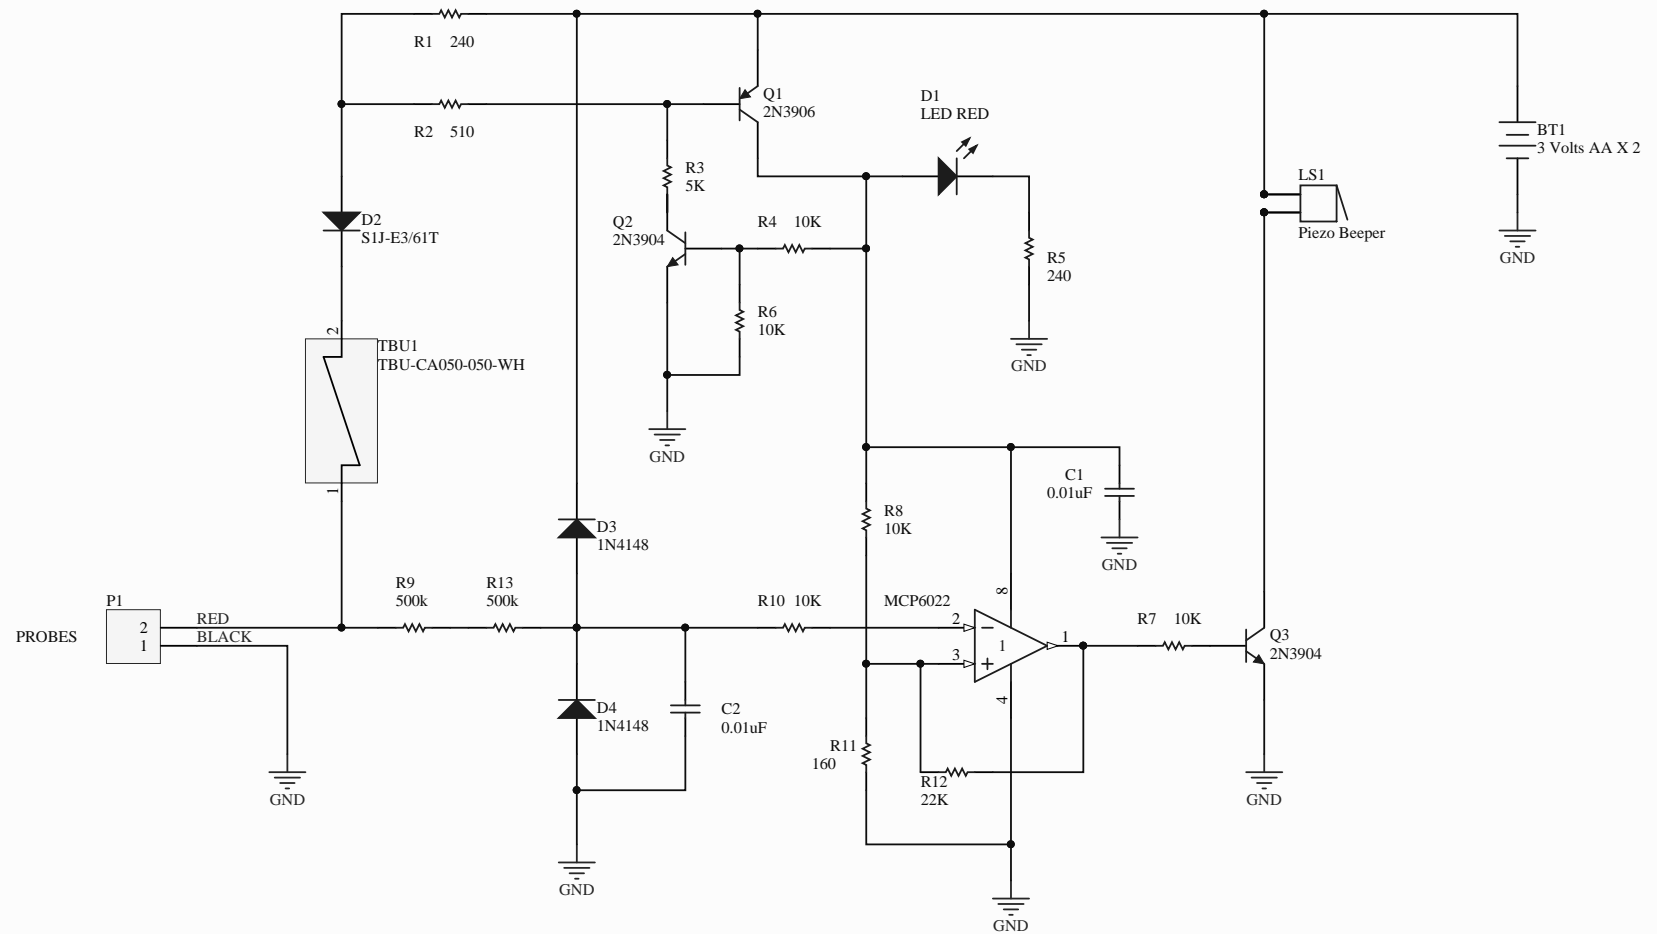 R1 240
R2 510
Q1
2N3906
D1
LED RED
BT1
3 Volts AA X 2
GND
LS1
Piezo Beeper
R3
5K
Q2
2N3904
R4 10K
R5
240
GND
R6
10K
GND
D2
S1J-E3/61T
2
TBU1
TBU-CA050-050-WH
1
C1
0.01uF
GND
R8
10K
D3
1N4148
R9
500k
R13
500k
R10 10K
MCP6022
8
2
3
1
1
4
R7 10K
Q3
2N3904
GND
P1
PROBES
2
1
RED
BLACK
GND
D4
1N4148
C2
0.01uF
GND
R11
160
R12
22K
GND